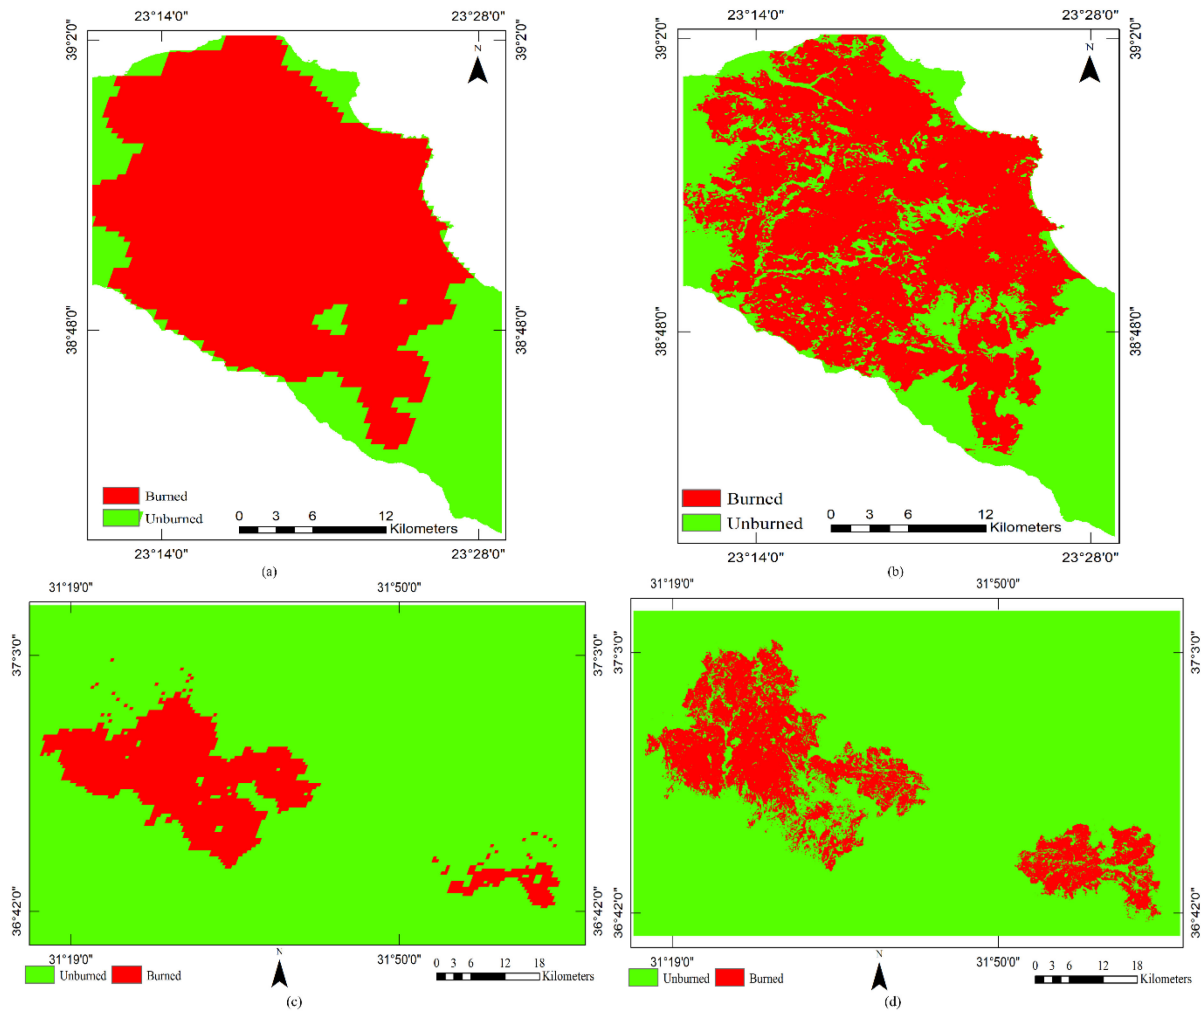 23°14'0" 23°28'0" 23°14'0" 23°28'0"
39°2'0" N 39°2'0" 39°2'0" N 39°2'0"
38°48'0" 38°48'0" 38°48'0" 38°48'0"
Burned Burned
Unburned 0 3 6 12 Unburned 0 3 6 12
Kilometers Kilometers
23°14'0" 23°28'0" 23°14'0" 23°28'0"
(a) (b)
31°19'0" 31°50'0" 31°19'0" 31°50'0"
37°3'0" 37°3'0" 37°3'0" 37°3'0"
36°42'0" 36°42'0" 36°42'0" 36°42'0"
31°19'0" N 31°50'0" 31°19'0" N 31°50'0"
0 3 6 12 18 0 3 6 12 18
Unburned Burned Kilometers Unburned Burned Kilometers
(c) (d)